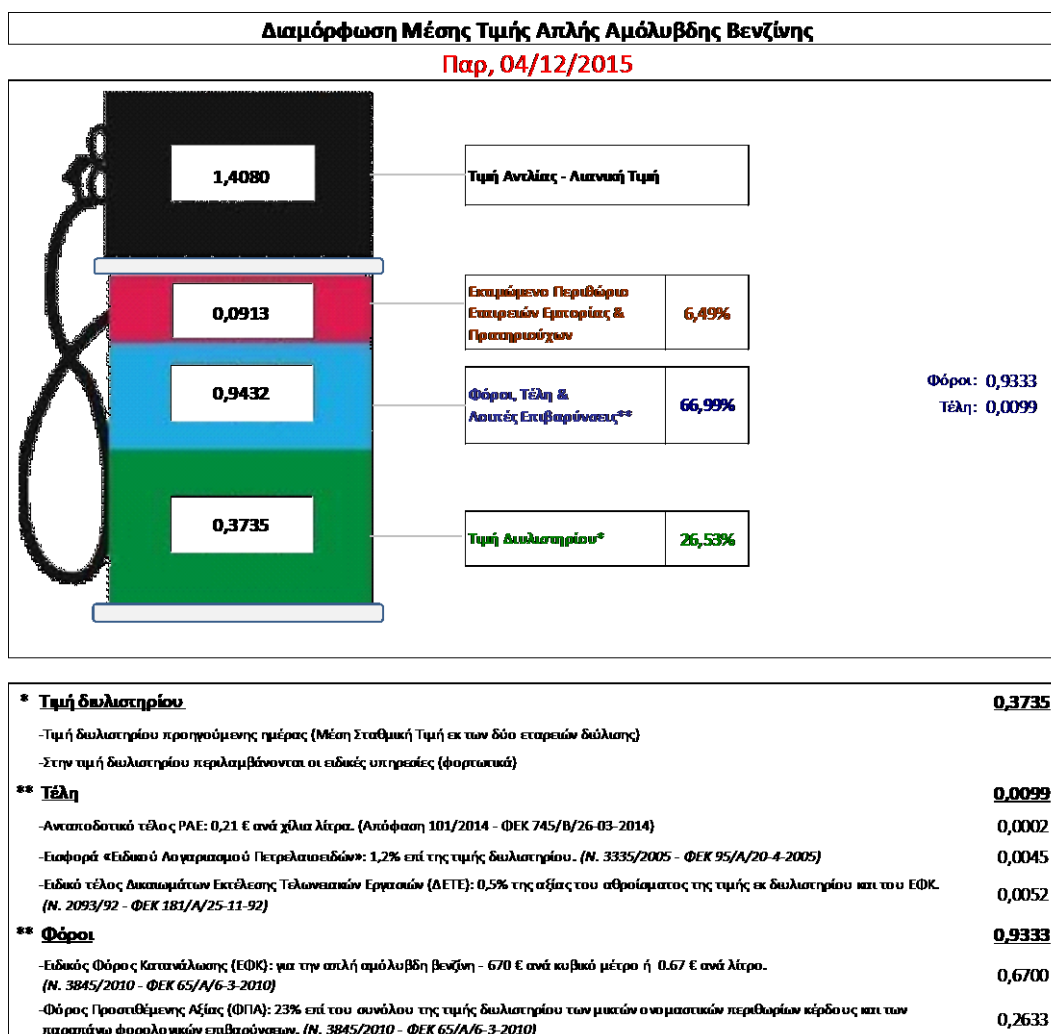 Διαμόρφωση Μέσης Τιμής Απλής Αμόλυβδης Βενζίνης
Παρ, 04/12/2015
1,4080
Τιμή Αντλίας - Λιανική Τιμή
0,0913
Εκτιμώμενο Περιθώριο
Εταιρειών Εμπορίας &
Πρατηριούχων
6,49%
0,9432
Φόροι, Τέλη &
Λοιπές Επιβαρύνσεις**
66,99%
Φόροι: 0,9333
Τέλη: 0,0099
0,3735
Τιμή Διυλιστηρίου*
26,53%
* Τιμή διυλιστηρίου 0,3735
-Τιμή διυλιστηρίου προηγούμενης ημέρας (Μέση Σταθμική Τιμή εκ των δύο εταρειών διύλισης)
-Στην τιμή διυλιστηρίου περιλαμβάνονται οι ειδικές υπηρεσίες (φορτωτικά)
** Τέλη 0,0099
-Ανταποδοτικό τέλος ΡΑΕ: 0,21 € ανά χίλια λίτρα. (Απόφαση 101/2014 - ΦΕΚ 745/Β/26-03-2014) 0,0002
-Εισφορά «Ειδικού Λογαριασμού Πετρελαιοειδών»: 1,2% επί της τιμής διυλιστηρίου. (Ν. 3335/2005 - ΦΕΚ 95/Α/20-4-2005) 0,0045
-Ειδικό τέλος Δικαιωμάτων Εκτέλεσης Τελωνειακών Εργασιών (ΔΕΤΕ): 0,5% της αξίας του αθροίσματος της τιμής εκ διυλιστηρίου και του ΕΦΚ. 0,0052
(Ν. 2093/92 - ΦΕΚ 181/Α/25-11-92)
** Φόροι 0,9333
-Ειδικός Φόρος Κατανάλωσης (ΕΦΚ): για την απλή αμόλυβδη βενζίνη - 670 € ανά κυβικό μέτρο ή 0.67 € ανά λίτρο. 0,6700
(Ν. 3845/2010 - ΦΕΚ 65/Α/6-3-2010)
-Φόρος Προστιθέμενης Αξίας (ΦΠΑ): 23% επί του συνόλου της τιμής διυλιστηρίου των μικτών ονομαστικών περιθωρίων κέρδους και των 0,2633
παραπάνω φορολογικών επιβαρύνσεων. (Ν. 3845/2010 - ΦΕΚ 65/Α/6-3-2010)